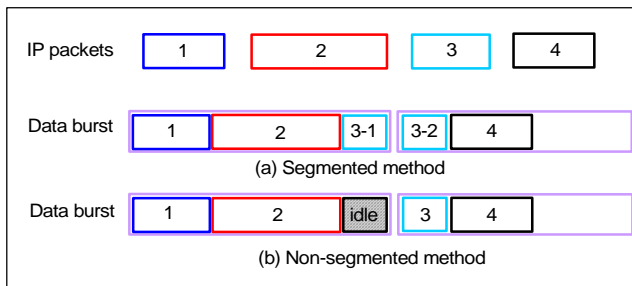 IP packets 1 2 3 4
Data burst 1 2 3-1 3-2 4
(a) Segmented method
Data burst 1 2 idle 3 4
(b) Non-segmented method